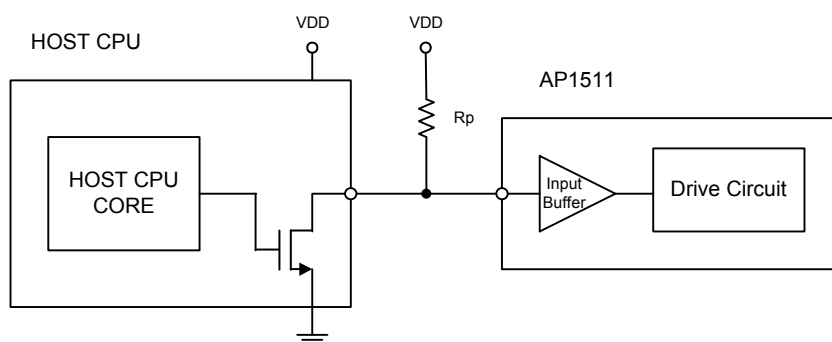 VDD
VDD
HOST CPU
AP1511
Rp
HOST CPU
CORE
Input
Buffer
Drive Circuit